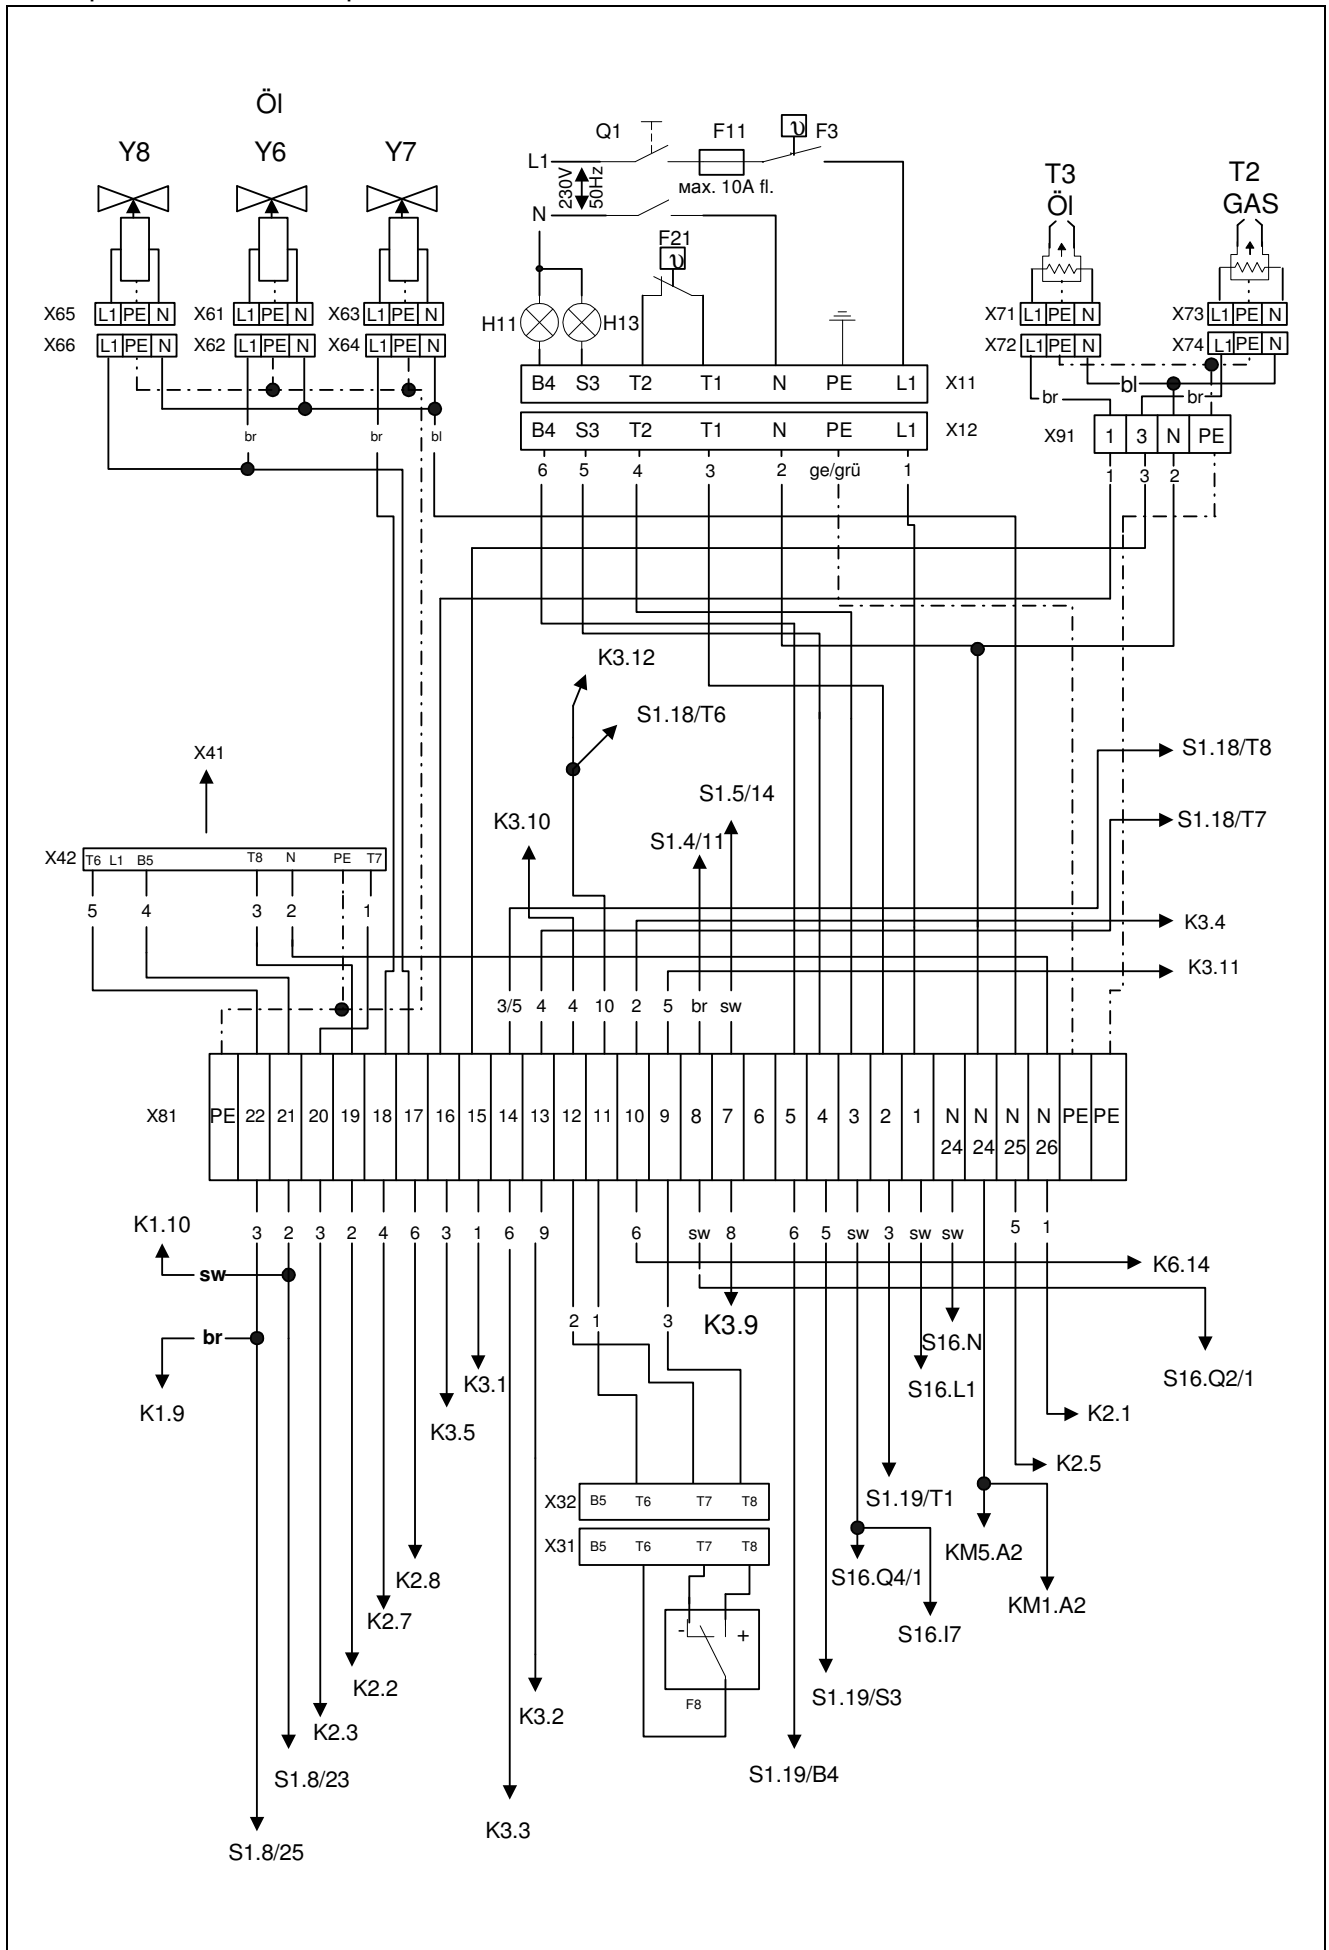 Öl
Y8 Y6 Y7
Q1 F11 F3
L1
230V
50Hz
мах. 10A fl.
N
F21
υ
υ
T3
Öl
T2
GAS
H11 H13
X65 L1 PE N X61 L1 PE N X63 L1 PE N
X66 L1 PE N X62 L1 PE N X64 L1 PE N
X71 L1 PE N X73 L1 PE N
X72 L1 PE N X74 L1 PE N
B4 S3 T2 T1 N PE L1 X11
B4 S3 T2 T1 N PE L1 X12
6 5 4 3 2 ge/grü 1
br br bl
br bl br
X91 1 3 N PE
1 3 2
K3.12
S1.18/T6
S1.18/T8
X41
S1.5/14
K3.10
S1.4/11
S1.18/T7
X42 T6 L1 B5 T8 N PE T7
5 4 3 2 1
K3.4
K3.11
3/5 4 4 10 2 5 br sw
X81 PE 22 21 20 19 18 17 16 15 14 13 12 11 10 9 8 7 6 5 4 3 2 1 N N N N PE PE
24 24 25 26
3 2 3 2 4 6 3 1 6 9 6 sw 8 6 5 sw 3 sw sw 5 1
K1.10
sw
K6.14
br
2 1 3
K3.9
S16.N
S16.Q2/1
K3.1
S16.L1
K1.9
K3.5
K2.1
K2.5
X32 B5 T6 T7 T8
S1.19/T1
X31 B5 T6 T7 T8
KM5.A2
K2.8
S16.Q4/1
KM1.A2
K2.7
- +
S16.I7
K2.2
F8
S1.19/S3
K3.2
K2.3
S1.8/23
S1.19/B4
K3.3
S1.8/25